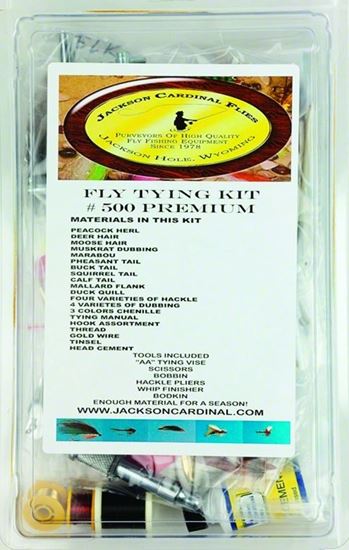 ELK
JACKSON CARDINAL FLIES
PURVEYORS OF HIGH QUALITY
FLY FISHING EQUIPMENT
SINCE 1978
JACKSON HOLE, WYOMING
FLY TYING KIT
# 500 PREMIUM
MATERIALS IN THIS KIT
PEACOCK HERL
DEER HAIR
MOOSE HAIR
MUSKRAT DUBBING
MARABOU
PHEASANT TAIL
BUCK TAIL
SQUIRREL TAIL
CALF TAIL
MALLARD FLANK
DUCK QUILL
FOUR VARIETIES OF HACKLE
4 VARIETES OF DUBBING
3 COLORS CHENILLE
TYING MANUAL
HOOK ASSORTMENT
THREAD
GOLD WIRE
TINSEL
HEAD CEMENT
TOOLS INCLUDED
"AA" TYING VISE
SCISSORS
BOBBIN
HACKLE PLIERS
WHIP FINISHER
BODKIN
ENOUGH MATERIAL FOR A SEASON!
WWW.JACKSONCARDINAL.COM